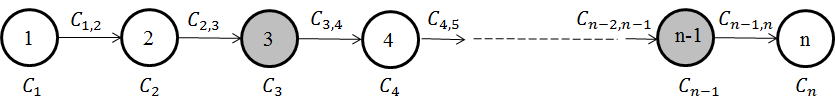 C_{1,2} C_{2,3} C_{3,4} C_{4,5} C_{n-2,n-1} C_{n-1,n}
1 2 3 4 n-1 n
C_1 C_2 C_3 C_4 C_{n-1} C_n